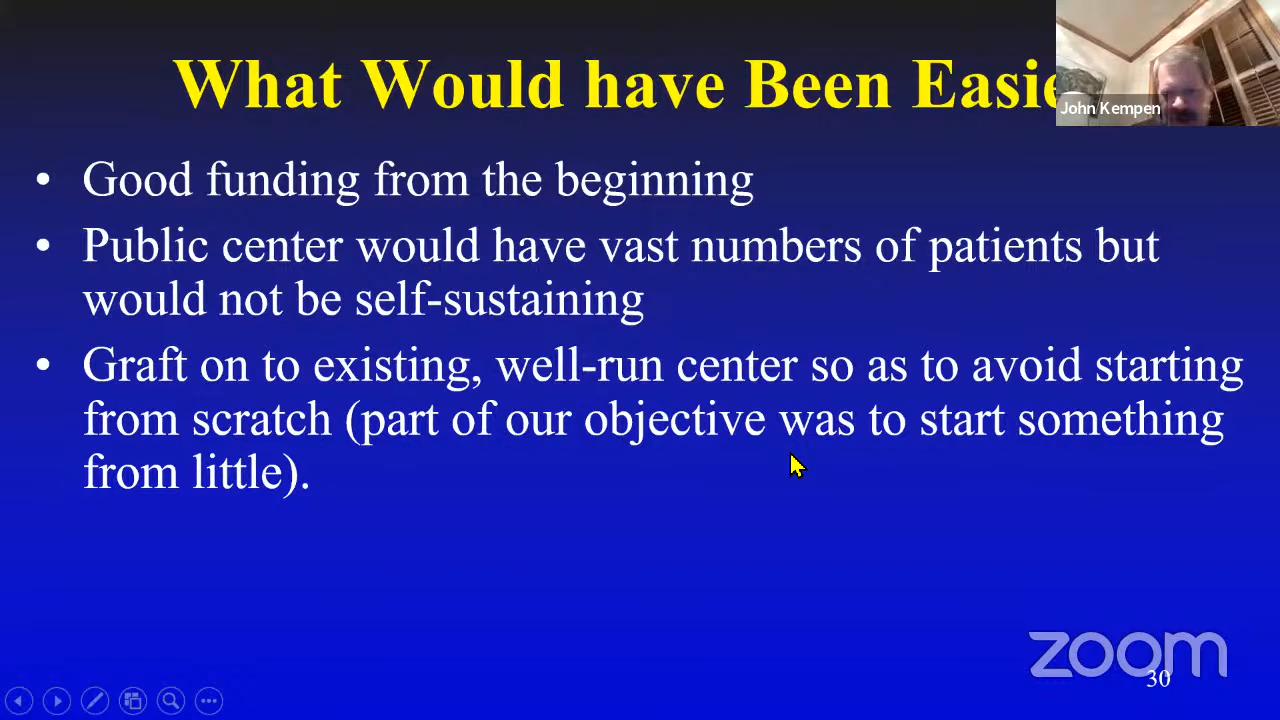 What Would have Been Easie
John Kempen
• Good funding from the beginning
• Public center would have vast numbers of patients but
would not be self-sustaining
• Graft on to existing, well-run center so as to avoid starting
from scratch (part of our objective was to start something
from little).
zoom
30